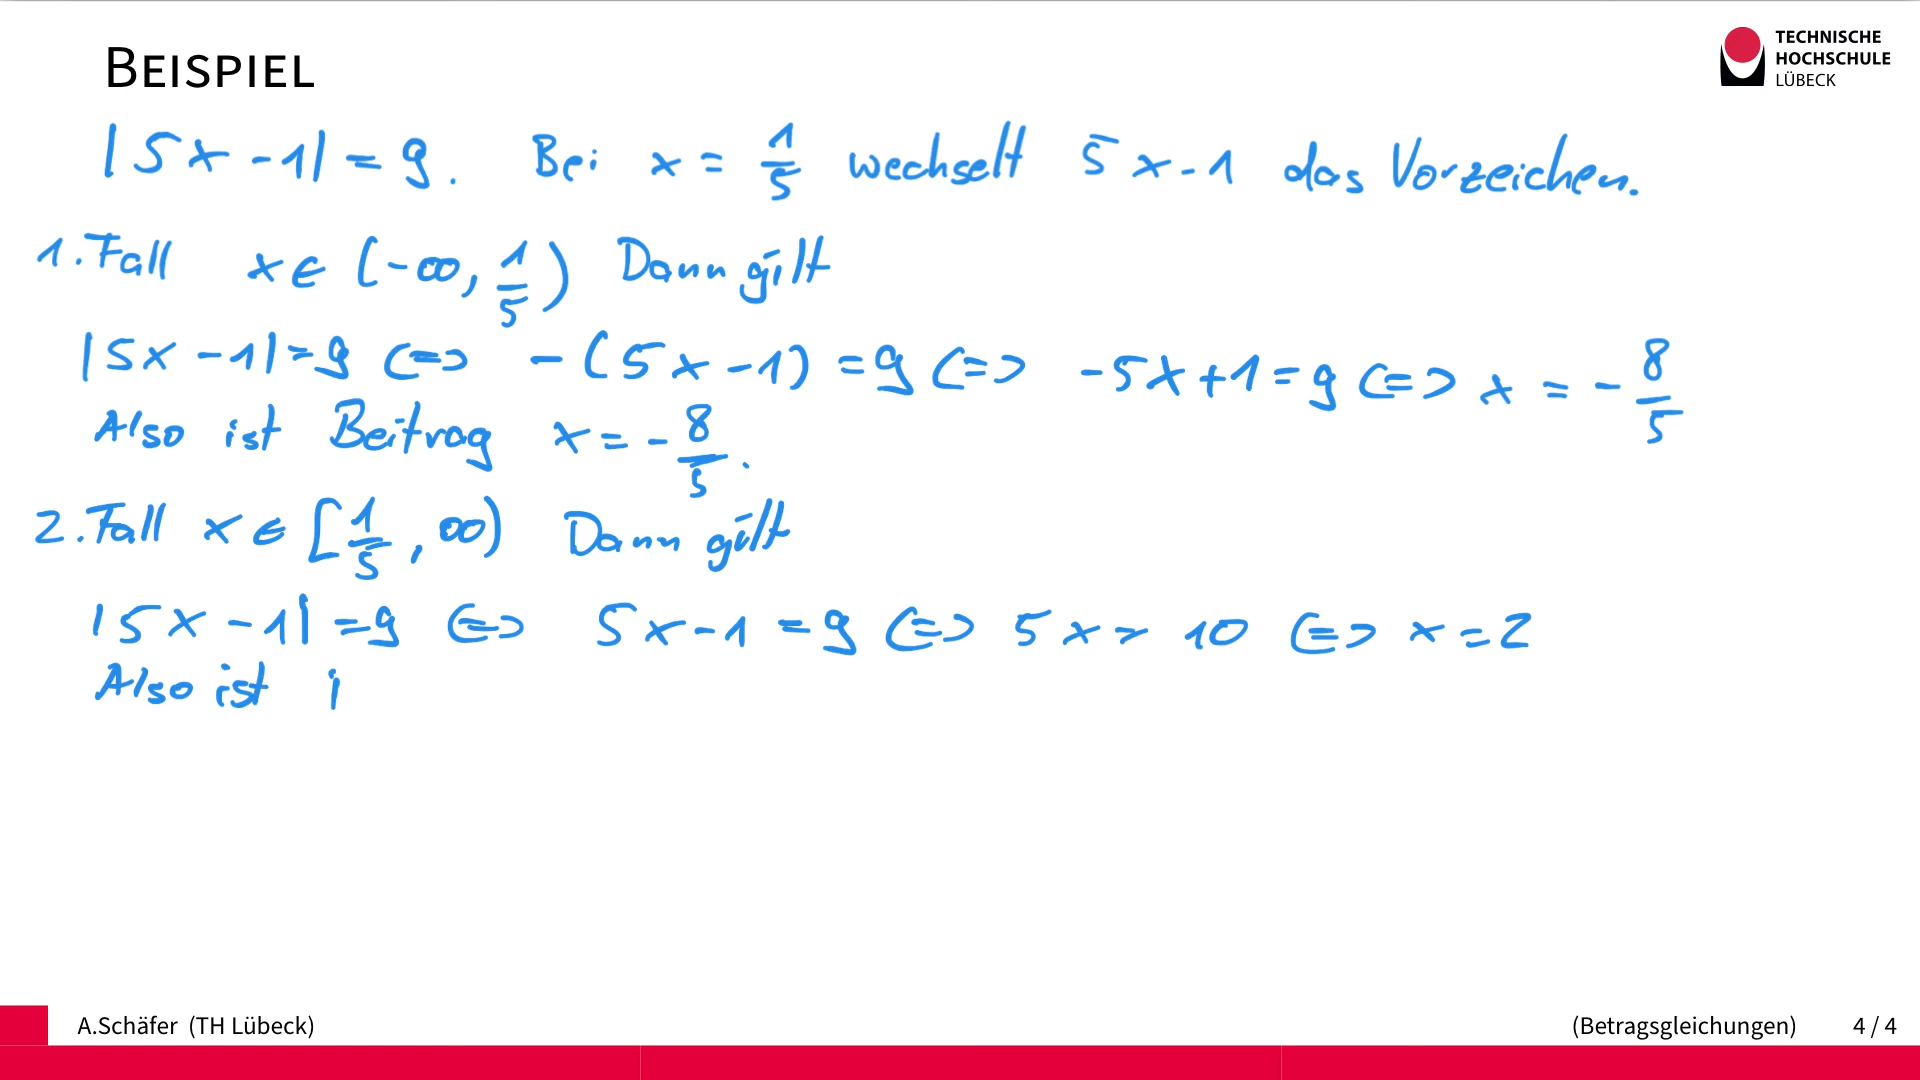 BEISPIEL
TECHNISCHE
HOCHSCHULE
LÜBECK
|5x-1| = 9. Bei x = 1/5 wechselt 5x-1 das Vorzeichen.
1. Fall x ∈ (-∞, 1/5) Dann gilt
|5x-1| = 9 <=> -(5x-1) = 9 <=> -5x+1 = 9 <=> x = -8/5
Also ist Beitrag x = -8/5.
2. Fall x ∈ [1/5, ∞) Dann gilt
|5x-1| = 9 <=> 5x-1 = 9 <=> 5x = 10 <=> x = 2
Also ist
A.Schäfer (TH Lübeck) (Betragsgleichungen) 4 / 4